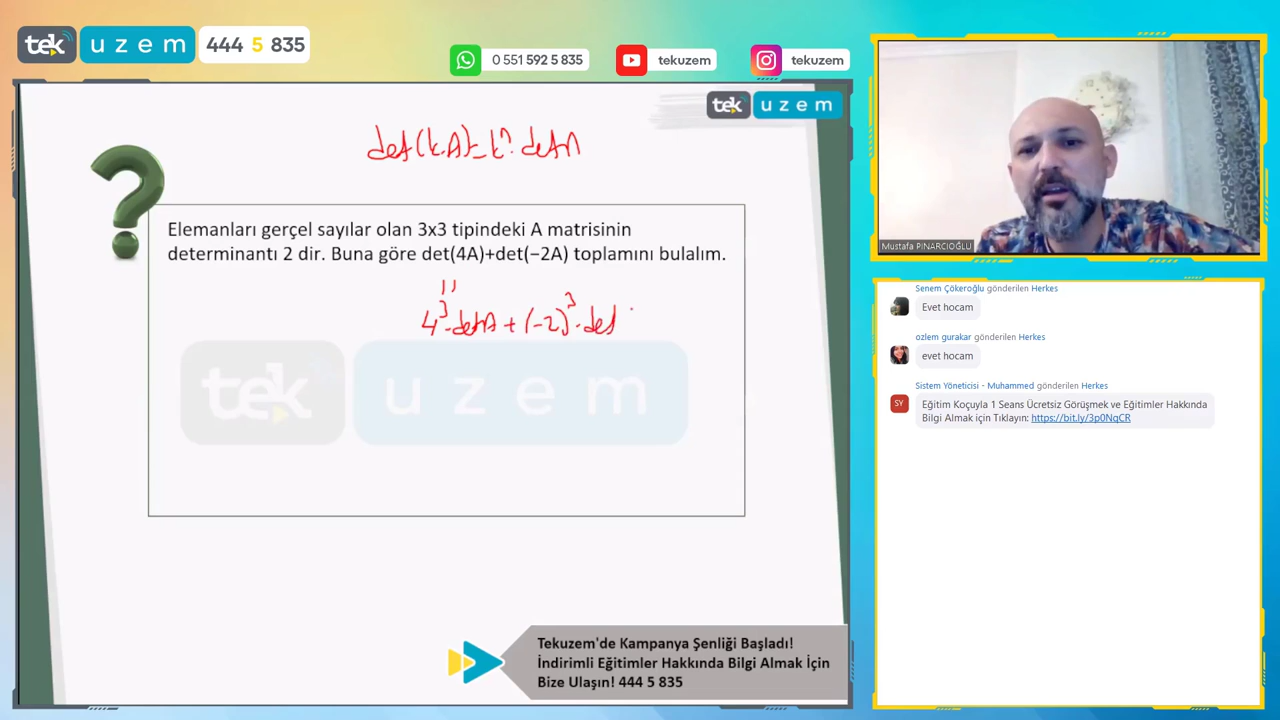 tek uzem 444 5 835
0 551 592 5 835
tekuzem
tekuzem
tek uzem
det(k.A)=kⁿ.detA
Elemanları gerçel sayılar olan 3x3 tipindeki A matrisinin
determinantı 2 dir. Buna göre det(4A)+det(−2A) toplamını bulalım.
4³.detA + (−2)³.det
tek uzem
Tekuzem'de Kampanya Şenliği Başladı!
İndirimli Eğitimler Hakkında Bilgi Almak İçin
Bize Ulaşın! 444 5 835
Mustafa PINARCIOĞLU
Senem Çökeroğlu gönderilen Herkes
Evet hocam
ozlem gurakar gönderilen Herkes
evet hocam
Sistem Yöneticisi - Muhammed gönderilen Herkes
SY
Eğitim Koçuyla 1 Seans Ücretsiz Görüşmek ve Eğitimler Hakkında
Bilgi Almak için Tıklayın: https://bit.ly/3p0NqCR